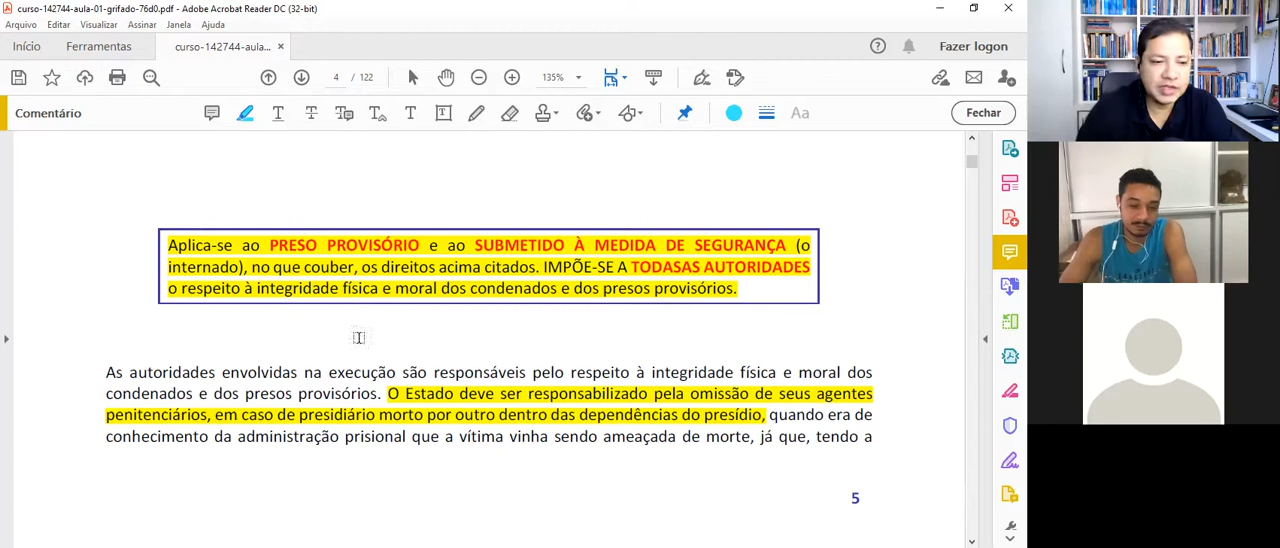 curso-142744-aula-01-grifado-76d0.pdf - Adobe Acrobat Reader DC (32-bit)
Arquivo Editar Visualizar Assinar Janela Ajuda
Início Ferramentas curso-142744-aula... × Fazer logon
4 / 122 135%
Comentário Aa Fechar
Aplica-se ao PRESO PROVISÓRIO e ao SUBMETIDO À MEDIDA DE SEGURANÇA (o
internado), no que couber, os direitos acima citados. IMPÕE-SE A TODASAS AUTORIDADES
o respeito à integridade física e moral dos condenados e dos presos provisórios.
As autoridades envolvidas na execução são responsáveis pelo respeito à integridade física e moral dos
condenados e dos presos provisórios. O Estado deve ser responsabilizado pela omissão de seus agentes
penitenciários, em caso de presidiário morto por outro dentro das dependências do presídio, quando era de
conhecimento da administração prisional que a vítima vinha sendo ameaçada de morte, já que, tendo a
5